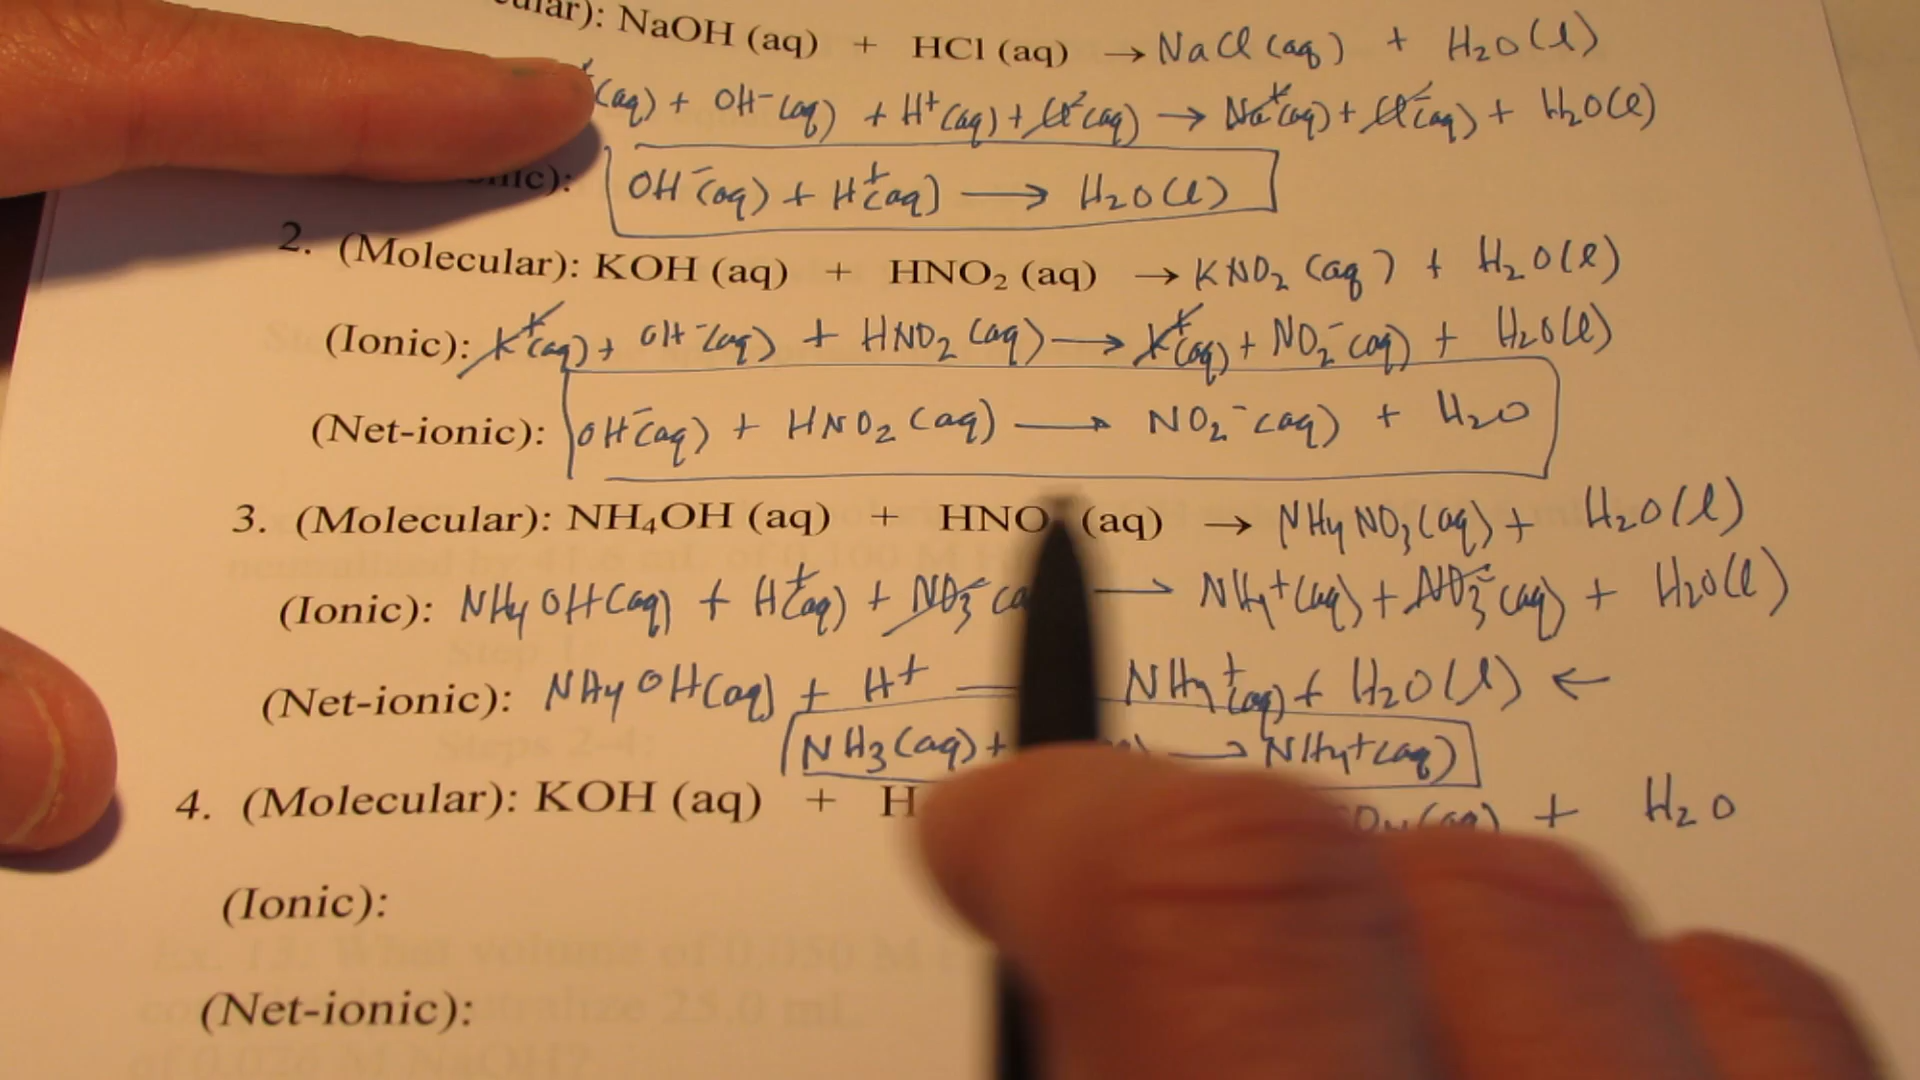 NaOH (aq) + HCl (aq) → NaCl (aq) + H₂O (l)
(aq) + OH⁻ (aq) + H⁺ (aq) + Cl⁻ (aq) → Na⁺ (aq) + Cl⁻ (aq) + H₂O (l)
OH⁻ (aq) + H⁺ (aq) → H₂O (l)
2. (Molecular): KOH (aq) + HNO₂ (aq) → KNO₂ (aq) + H₂O (l)
(Ionic): K⁺ (aq) + OH⁻ (aq) + HNO₂ (aq) → K⁺ (aq) + NO₂⁻ (aq) + H₂O (l)
(Net-ionic): OH⁻ (aq) + HNO₂ (aq) → NO₂⁻ (aq) + H₂O
3. (Molecular): NH₄OH (aq) + HNO (aq) → NH₄NO₃ (aq) + H₂O (l)
(Ionic): NH₄OH (aq) + H⁺ (aq) + NO₃⁻ → NH₄⁺ (aq) + NO₃⁻ (aq) + H₂O (l)
(Net-ionic): NH₄OH (aq) + H⁺ NH₄⁺ (aq) + H₂O (l) ←
NH₃ (aq) + → NH₄⁺ (aq)
4. (Molecular): KOH (aq) + H (aq) + H₂O
(Ionic):
(Net-ionic):